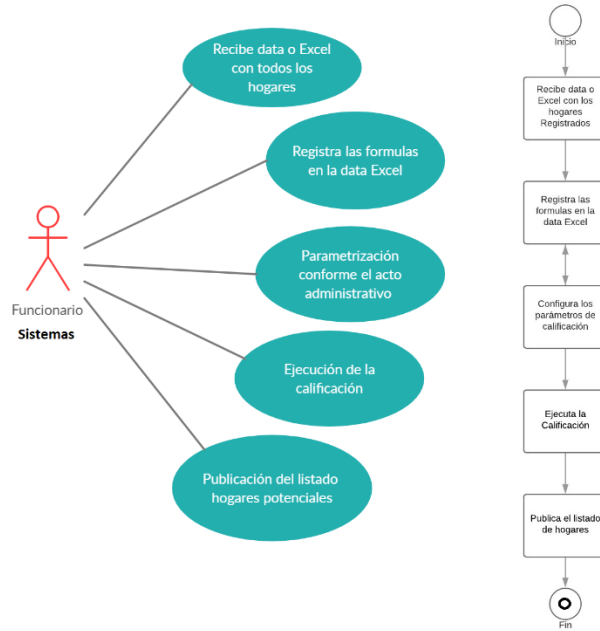 Recibe data o Excel
con todos los
hogares
Registra las formulas
en la data Excel
Parametrización
conforme el acto
administrativo
Ejecución de la
calificación
Publicación del listado
hogares potenciales
Funcionario
Sistemas
Inicio
Recibe data o
Excel con los
hogares
Registrados
Registra las
formulas en la
data Excel
Configura los
parámetros de
calificación
Ejecuta la
Calificación
Publica el listado
de hogares
Fin